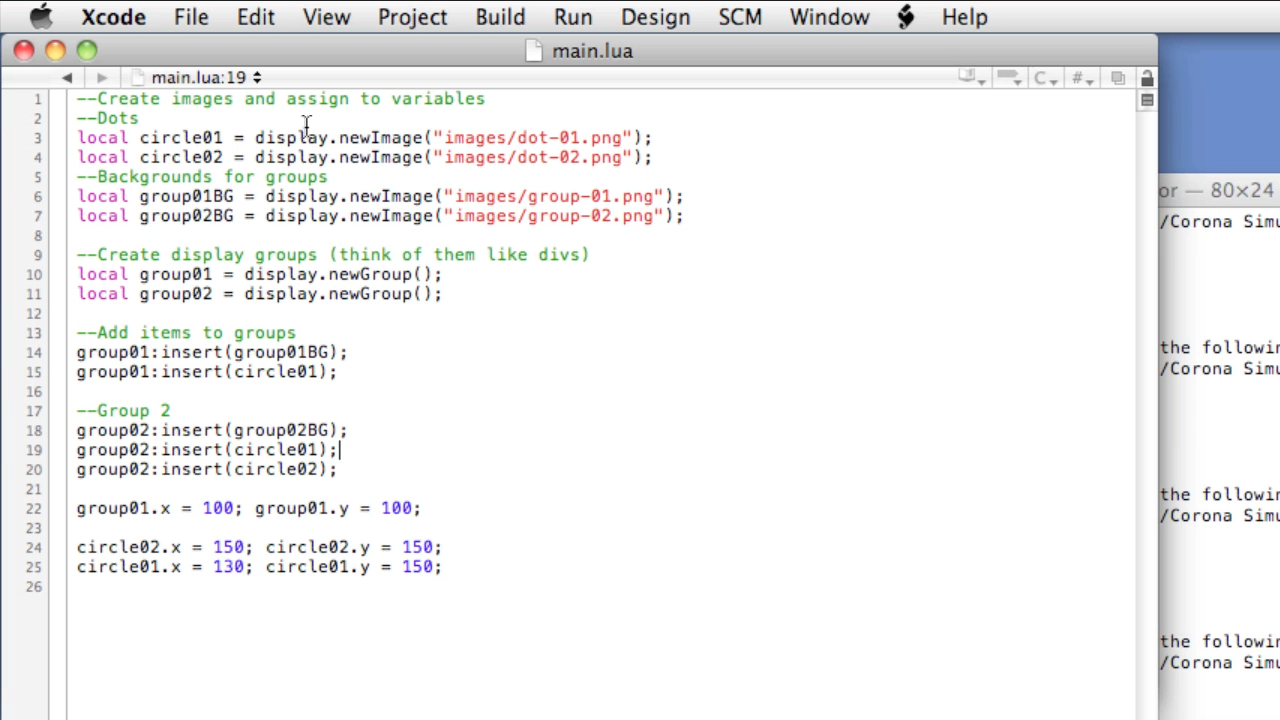 Xcode File Edit View Project Build Run Design SCM Window Help
main.lua
main.lua:19 C #
or — 80×24
1 --Create images and assign to variables
2 --Dots
3 local circle01 = display.newImage("images/dot-01.png");
4 local circle02 = display.newImage("images/dot-02.png");
5 --Backgrounds for groups
6 local group01BG = display.newImage("images/group-01.png");
7 local group02BG = display.newImage("images/group-02.png");
8
9 --Create display groups (think of them like divs)
10 local group01 = display.newGroup();
11 local group02 = display.newGroup();
12
13 --Add items to groups
14 group01:insert(group01BG);
15 group01:insert(circle01);
16
17 --Group 2
18 group02:insert(group02BG);
19 group02:insert(circle01);
20 group02:insert(circle02);
21
22 group01.x = 100; group01.y = 100;
23
24 circle02.x = 150; circle02.y = 150;
25 circle01.x = 130; circle01.y = 150;
26
/Corona Simu
the followin
/Corona Simu
the followin
/Corona Simu
the followin
/Corona Simu